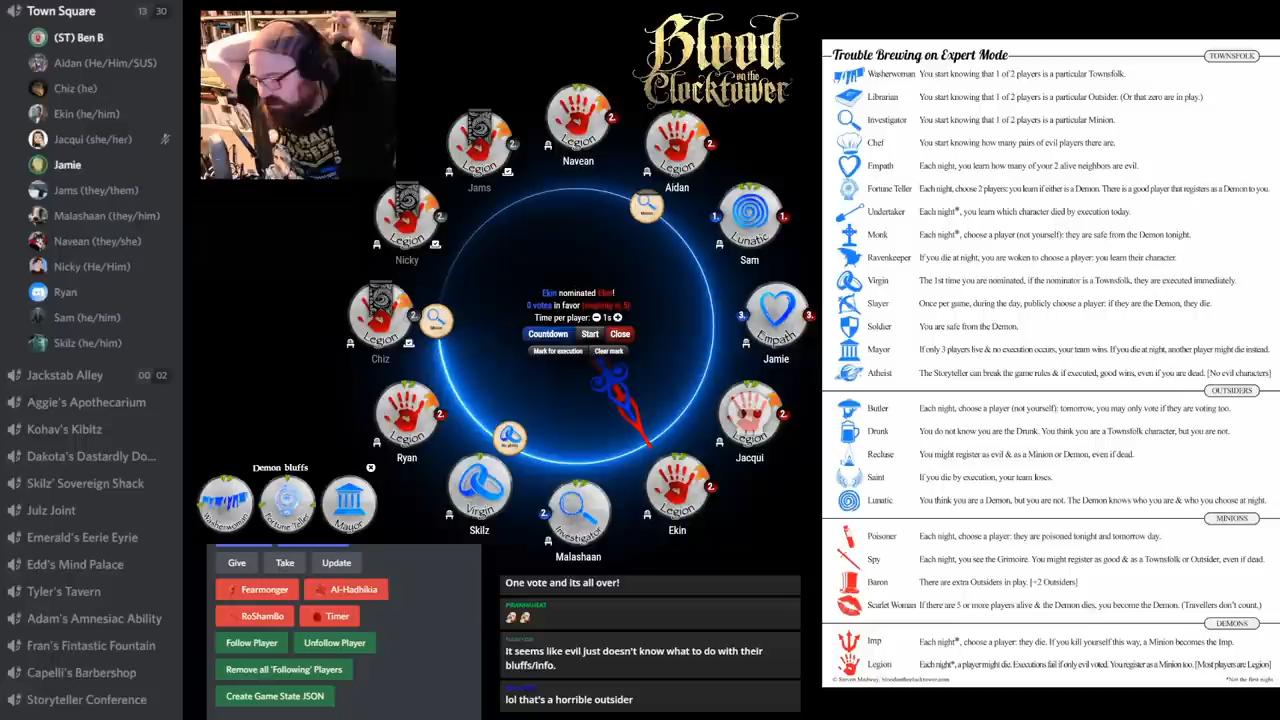 Town Square 13 30
(ST) Ben B
Aidan (He/Him/SUS)
Chiz (he)
Ekin (he/him)
Jacqui (she/her)
Jamie
Jams (they/them)
Malashaan (they/him)
Navean (they/she)
Nicky (He/Him)
Ryan
Sam (he/him)
Skilz (he/him)
Jackstab Alley 00 02
Aggie's Apothecarium
Kohav's Kibitz
Dakota's Dastardly Do...
Skilz' Sovereign Shack
Julz Joint
Emerald's Eerie Eyrie
Edd's Mind Palace
Tyler's Tavern
Adam's Amnesiac Ability
Fran's Fintastic Fountain
Capelli's Barbershop
Storyteller's Conference
Blood
on the
Clocktower
Legion 2.
Navean
Legion 2.
Jams
Legion 2.
Aidan
Legion 2.
Nicky
Lunatic 1. 1.
Sam
Legion 2.
Chiz
Empath 3. 3.
Jamie
Legion 2.
Ryan
Legion 2.
Jacqui
Virgin
Skilz
Investigator 2.
Malashaan
Legion 2.
Ekin
Minion
No ability
Ekin nominated Ekin!
0 votes in favor (majority is 5)
Time per player: 1s
Countdown Start Close
Mark for execution Clear mark
Demon bluffs
Washerwoman
Fortune Teller
Mayor
Give Take Update
Fearmonger Al-Hadhikia
RoShamBo Timer
Follow Player Unfollow Player
Remove all 'Following' Players
Create Game State JSON
One vote and its all over!
It seems like evil just doesn't know what to do with their
bluffs/info.
lol that's a horrible outsider
Trouble Brewing on Expert Mode
TOWNSFOLK
Washerwoman You start knowing that 1 of 2 players is a particular Townsfolk.
Librarian You start knowing that 1 of 2 players is a particular Outsider. (Or that zero are in play.)
Investigator You start knowing that 1 of 2 players is a particular Minion.
Chef You start knowing how many pairs of evil players there are.
Empath Each night, you learn how many of your 2 alive neighbors are evil.
Fortune Teller Each night, choose 2 players: you learn if either is a Demon. There is a good player that registers as a Demon to you.
Undertaker Each night*, you learn which character died by execution today.
Monk Each night*, choose a player (not yourself): they are safe from the Demon tonight.
Ravenkeeper If you die at night, you are woken to choose a player: you learn their character.
Virgin The 1st time you are nominated, if the nominator is a Townsfolk, they are executed immediately.
Slayer Once per game, during the day, publicly choose a player: if they are the Demon, they die.
Soldier You are safe from the Demon.
Mayor If only 3 players live & no execution occurs, your team wins. If you die at night, another player might die instead.
Atheist The Storyteller can break the game rules & if executed, good wins, even if you are dead. [No evil characters]
OUTSIDERS
Butler Each night, choose a player (not yourself): tomorrow, you may only vote if they are voting too.
Drunk You do not know you are the Drunk. You think you are a Townsfolk character, but you are not.
Recluse You might register as evil & as a Minion or Demon, even if dead.
Saint If you die by execution, your team loses.
Lunatic You think you are a Demon, but you are not. The Demon knows who you are & who you choose at night.
MINIONS
Poisoner Each night, choose a player: they are poisoned tonight and tomorrow day.
Spy Each night, you see the Grimoire. You might register as good & as a Townsfolk or Outsider, even if dead.
Baron There are extra Outsiders in play. [+2 Outsiders]
Scarlet Woman If there are 5 or more players alive & the Demon dies, you become the Demon. (Travellers don't count.)
DEMONS
Imp Each night*, choose a player: they die. If you kill yourself this way, a Minion becomes the Imp.
Legion Each night*, a player might die. Executions fail if only evil voted. You register as a Minion too. [Most players are Legion]
© Steven Medway, bloodontheclocktower.com *Not the first night